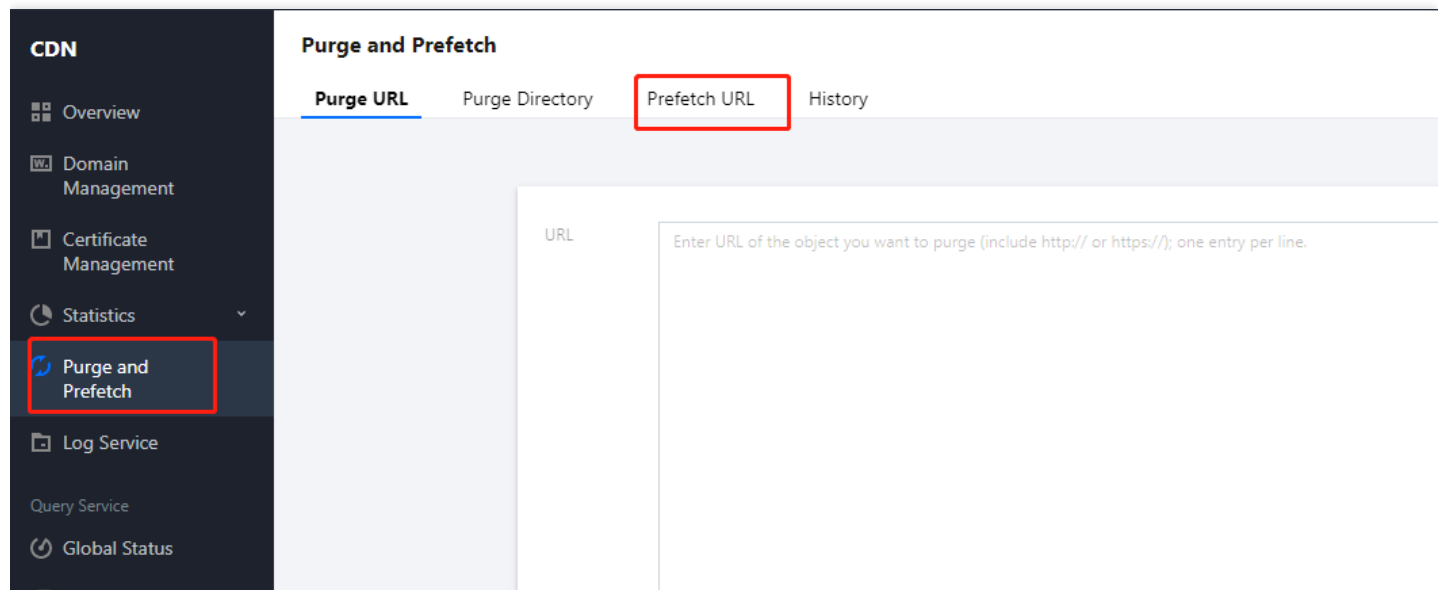 CDN
Overview
Domain
Management
Certificate
Management
Statistics
Purge and
Prefetch
Log Service
Query Service
Global Status
Purge and Prefetch
Purge URL Purge Directory Prefetch URL History
URL
Enter URL of the object you want to purge (include http:// or https://); one entry per line.